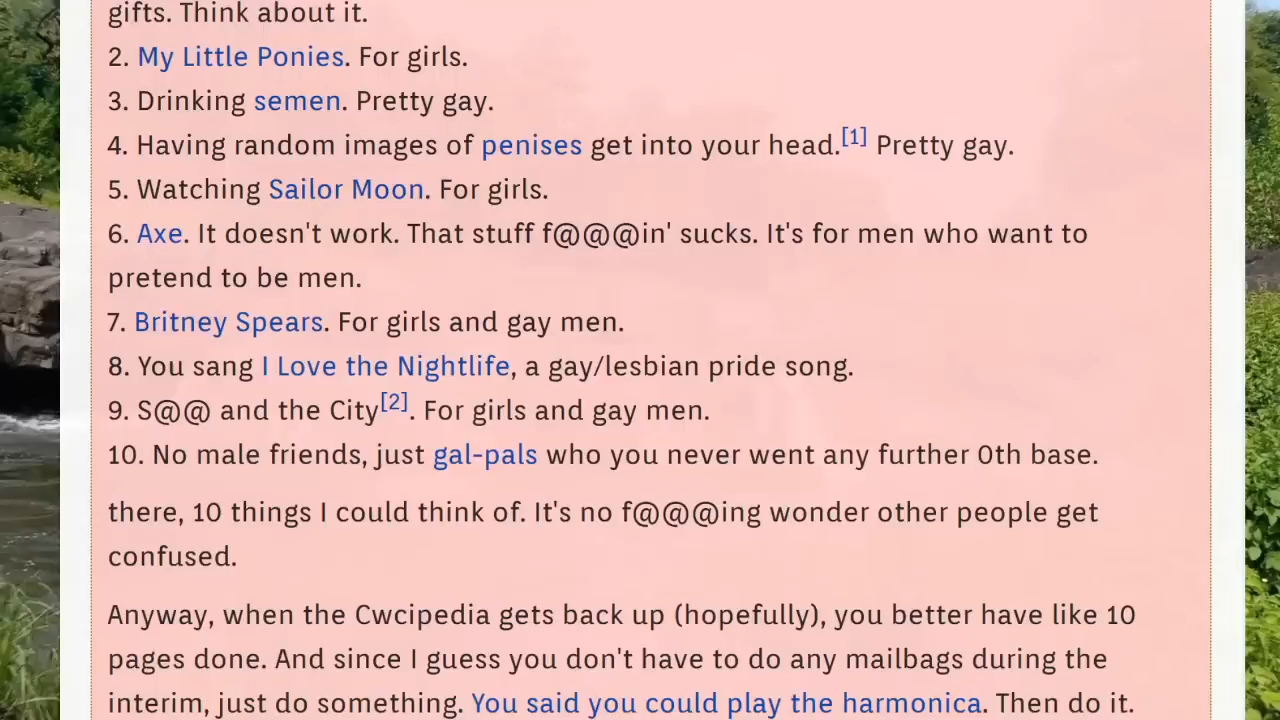 gifts. Think about it.
2. My Little Ponies. For girls.
3. Drinking semen. Pretty gay.
4. Having random images of penises get into your head.[1] Pretty gay.
5. Watching Sailor Moon. For girls.
6. Axe. It doesn't work. That stuff f@@@in' sucks. It's for men who want to
pretend to be men.
7. Britney Spears. For girls and gay men.
8. You sang I Love the Nightlife, a gay/lesbian pride song.
9. S@@ and the City[2]. For girls and gay men.
10. No male friends, just gal-pals who you never went any further 0th base.
there, 10 things I could think of. It's no f@@@ing wonder other people get
confused.
Anyway, when the Cwcipedia gets back up (hopefully), you better have like 10
pages done. And since I guess you don't have to do any mailbags during the
interim, just do something. You said you could play the harmonica. Then do it.